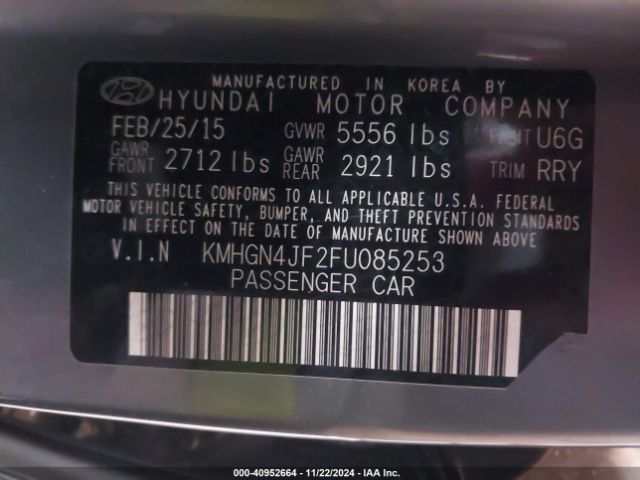 MANUFACTURED IN KOREA BY
HYUNDAI MOTOR COMPANY
FEB/25/15 GVWR 5556 lbs U6G
GAWR FRONT 2712 lbs GAWR REAR 2921 lbs TRIM RRY
THIS VEHICLE CONFORMS TO ALL APPLICABLE U.S.A. FEDERAL
MOTOR VEHICLE SAFETY, BUMPER, AND THEFT PREVENTION STANDARDS
IN EFFECT ON THE DATE OF MANUFACTURE SHOWN ABOVE.
V.I.N KMHGN4JF2FU085253
PASSENGER CAR
000-40952664 - 11/22/2024 - IAA Inc.